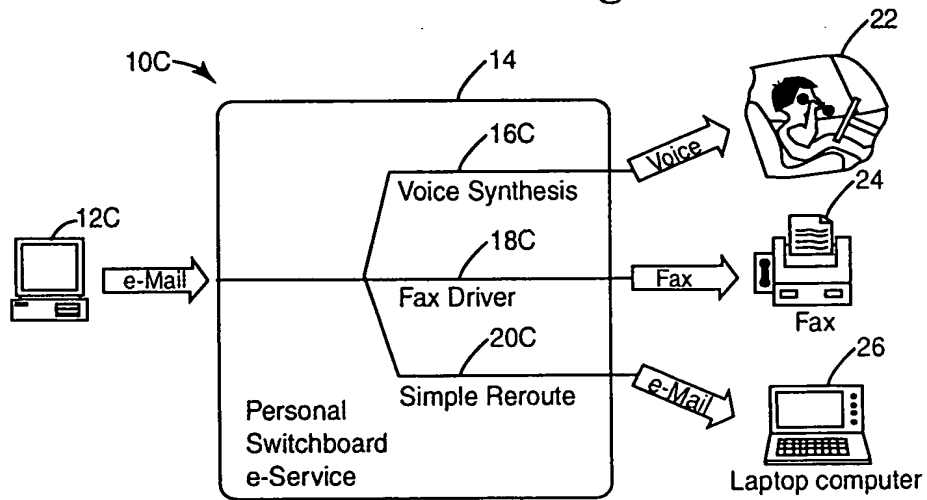 22
10C
14
16C
Voice
Voice Synthesis
24
12C
18C
e-Mail
Fax
Fax Driver
Fax
20C
26
Simple Reroute
e-Mail
Personal
Switchboard
e-Service
Laptop computer